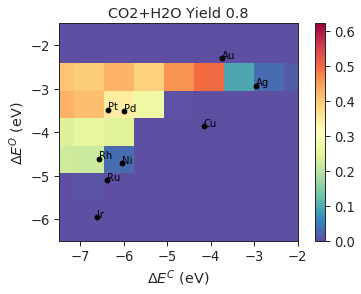 CO2+H2O Yield 0.8
Au
Ag
Pt
Pd
Cu
Rh
Ni
Ru
Ir
−2
−3
−4
−5
−6
ΔE^O (eV)
−7
−6
−5
−4
−3
−2
ΔE^C (eV)
0.6
0.5
0.4
0.3
0.2
0.1
0.0